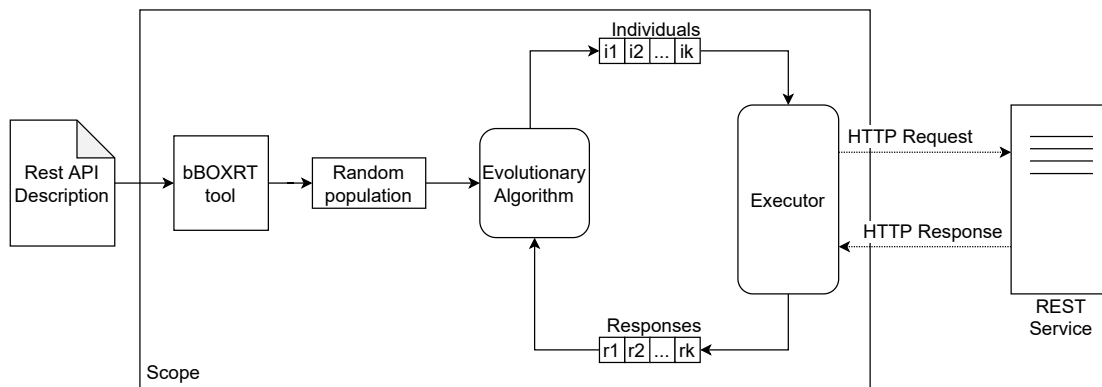 Individuals
i1 i2 ... ik
Rest API
Description
bBOXRT
tool
Random
population
Evolutionary
Algorithm
Executor
HTTP Request
HTTP Response
REST
Service
Responses
r1 r2 ... rk
Scope